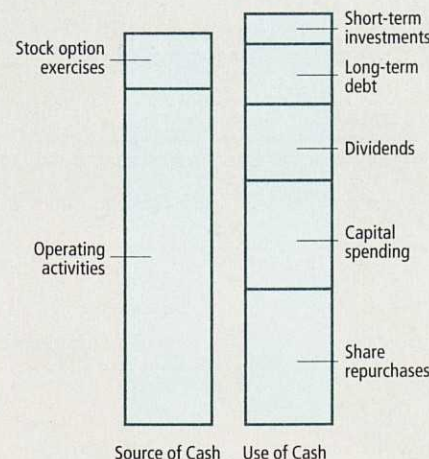 Stock option
exercises
Operating
activities
Source of Cash
Short-term
investments
Long-term
debt
Dividends
Capital
spending
Share
repurchases
Use of Cash